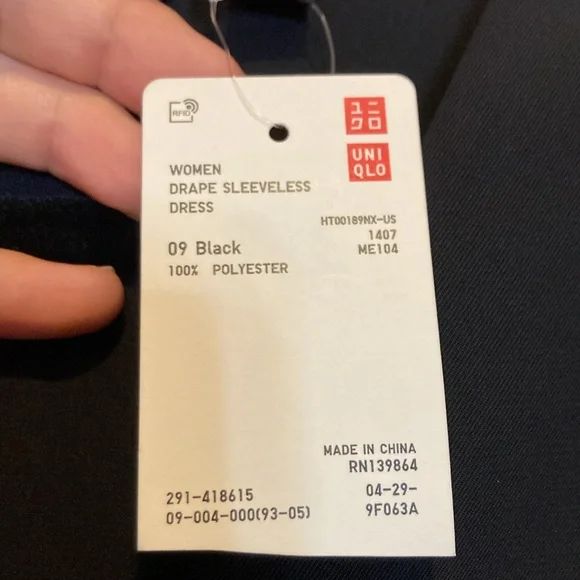 RFID
ユニ
クロ
UNI
QLO
WOMEN
DRAPE SLEEVELESS
DRESS
HT00189NX-US
1407
09 Black
ME104
100% POLYESTER
MADE IN CHINA
RN139864
291-418615
04-29-
09-004-000(93-05)
9F063A